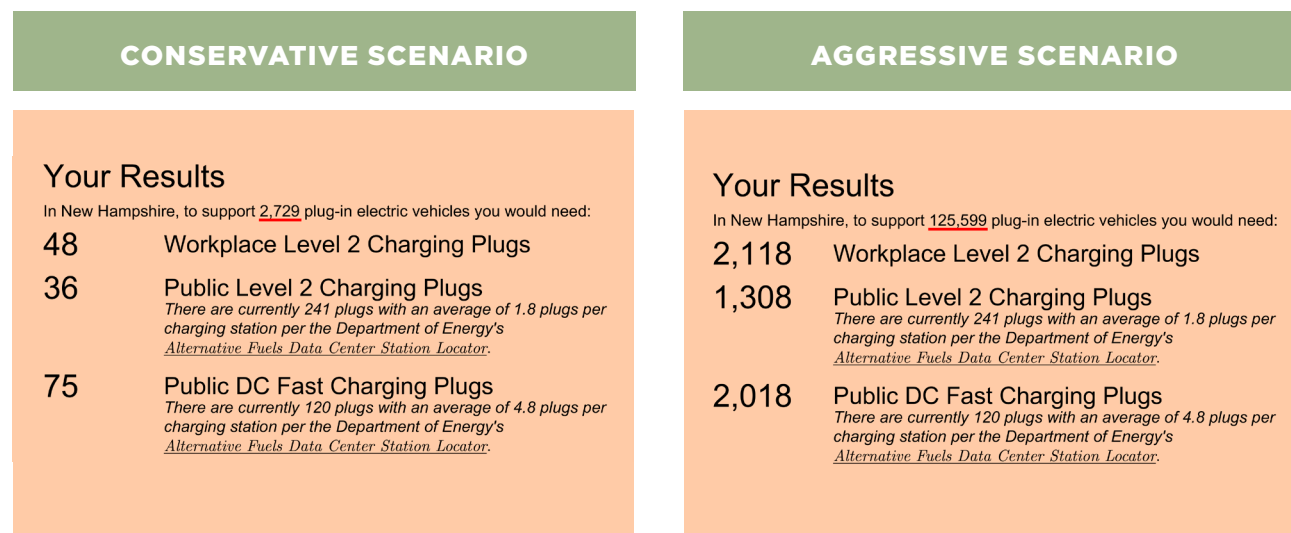 CONSERVATIVE SCENARIO
Your Results
In New Hampshire, to support 2,729 plug-in electric vehicles you would need:
48 Workplace Level 2 Charging Plugs
36 Public Level 2 Charging Plugs
There are currently 241 plugs with an average of 1.8 plugs per
charging station per the Department of Energy's
Alternative Fuels Data Center Station Locator.
75 Public DC Fast Charging Plugs
There are currently 120 plugs with an average of 4.8 plugs per
charging station per the Department of Energy's
Alternative Fuels Data Center Station Locator.
AGGRESSIVE SCENARIO
Your Results
In New Hampshire, to support 125,599 plug-in electric vehicles you would need:
2,118 Workplace Level 2 Charging Plugs
1,308 Public Level 2 Charging Plugs
There are currently 241 plugs with an average of 1.8 plugs per
charging station per the Department of Energy's
Alternative Fuels Data Center Station Locator.
2,018 Public DC Fast Charging Plugs
There are currently 120 plugs with an average of 4.8 plugs per
charging station per the Department of Energy's
Alternative Fuels Data Center Station Locator.